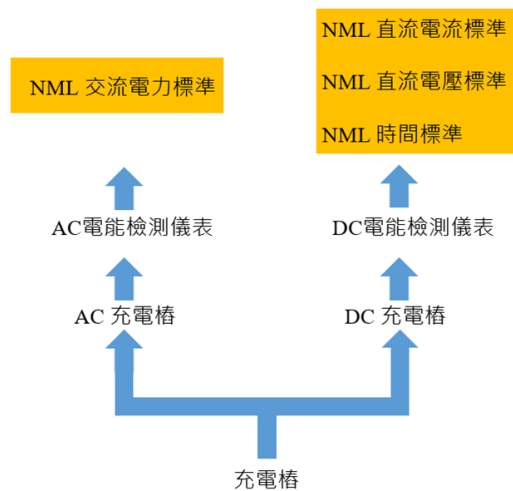 NML 交流電力標準
NML 直流電流標準
NML 直流電壓標準
NML 時間標準
AC電能檢測儀表
DC電能檢測儀表
AC 充電樁
DC 充電樁
充電樁